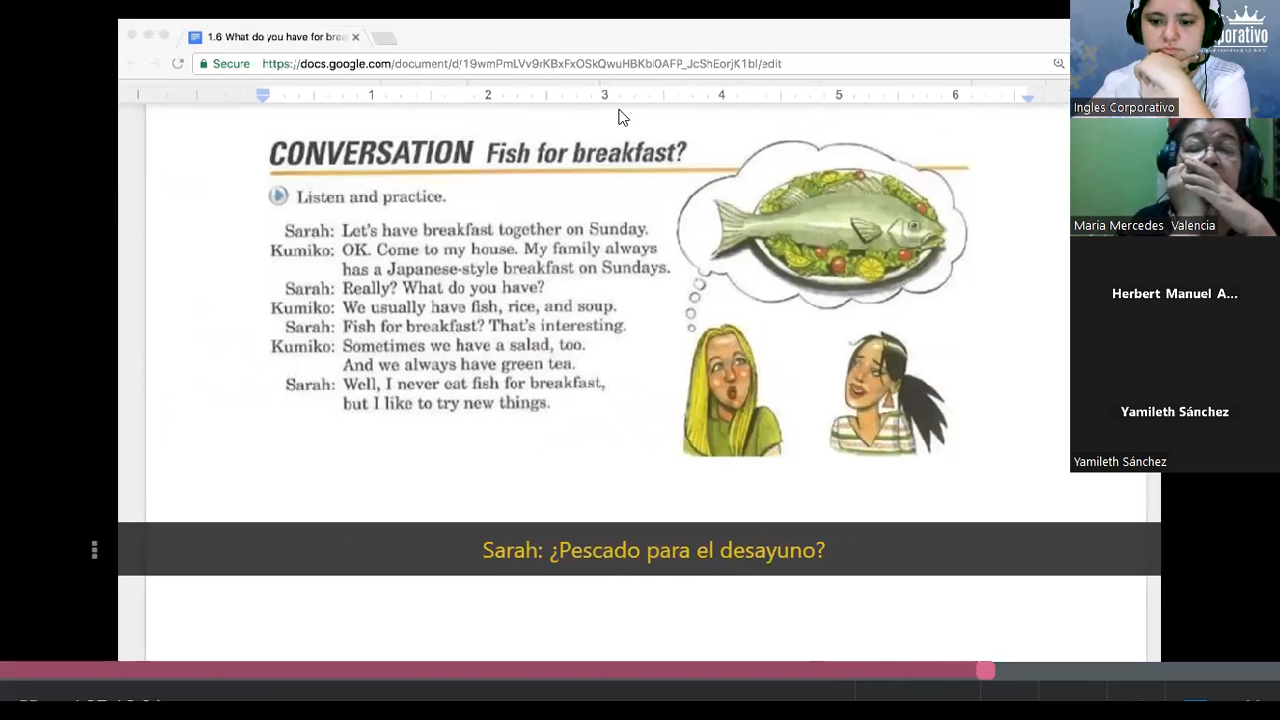 1.6 What do you have for brea
Secure https://docs.google.com/document/d/19wmPmLWyvKBxFxOSkQwuHBKbi0AFP_JcShEorjK1bI/edit
1 2 3 4 5 6
CONVERSATION Fish for breakfast?
Listen and practice.
Sarah: Let's have breakfast together on Sunday.
Kumiko: OK. Come to my house. My family always
has a Japanese-style breakfast on Sundays.
Sarah: Really? What do you have?
Kumiko: We usually have fish, rice, and soup.
Sarah: Fish for breakfast? That's interesting.
Kumiko: Sometimes we have a salad, too.
And we always have green tea.
Sarah: Well, I never eat fish for breakfast,
but I like to try new things.
Sarah: ¿Pescado para el desayuno?
porativo
Ingles Corporativo
Maria Mercedes Valencia
Herbert Manuel A...
Yamileth Sánchez
Yamileth Sánchez